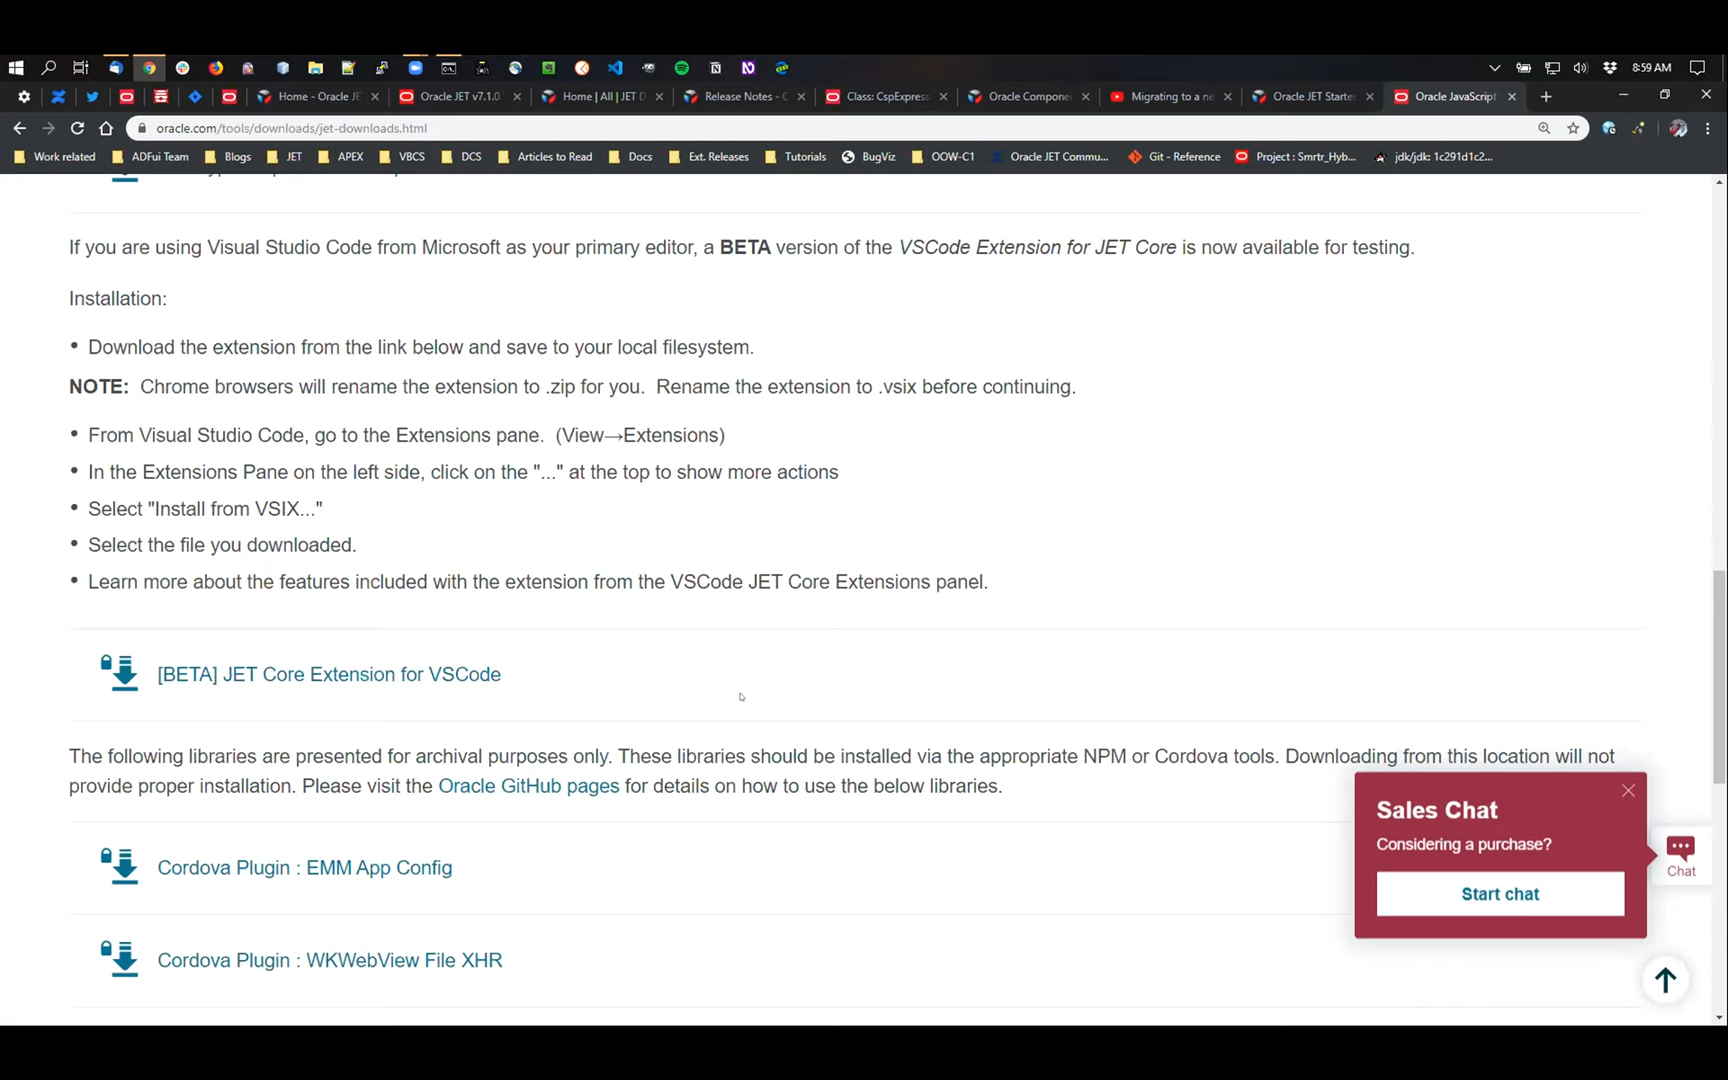 8:59 AM
Home - Oracle JE
Oracle JET v7.1.0
Home | All | JET D
Release Notes - C
Class: CspExpress
Oracle Compone
Migrating to a ne
Oracle JET Starte
Oracle JavaScript
oracle.com/tools/downloads/jet-downloads.html
Work related
ADFui Team
Blogs
JET
APEX
VBCS
DCS
Articles to Read
Docs
Ext. Releases
Tutorials
BugViz
OOW-C1
Oracle JET Commu...
Git - Reference
Project : Smrtr_Hyb...
jdk/jdk: 1c291d1c2...
If you are using Visual Studio Code from Microsoft as your primary editor, a BETA version of the VSCode Extension for JET Core is now available for testing.
Installation:
• Download the extension from the link below and save to your local filesystem.
NOTE: Chrome browsers will rename the extension to .zip for you. Rename the extension to .vsix before continuing.
• From Visual Studio Code, go to the Extensions pane. (View→Extensions)
• In the Extensions Pane on the left side, click on the "..." at the top to show more actions
• Select "Install from VSIX..."
• Select the file you downloaded.
• Learn more about the features included with the extension from the VSCode JET Core Extensions panel.
[BETA] JET Core Extension for VSCode
The following libraries are presented for archival purposes only. These libraries should be installed via the appropriate NPM or Cordova tools. Downloading from this location will not
provide proper installation. Please visit the Oracle GitHub pages for details on how to use the below libraries.
Cordova Plugin : EMM App Config
Cordova Plugin : WKWebView File XHR
Sales Chat
Considering a purchase?
Start chat
Chat